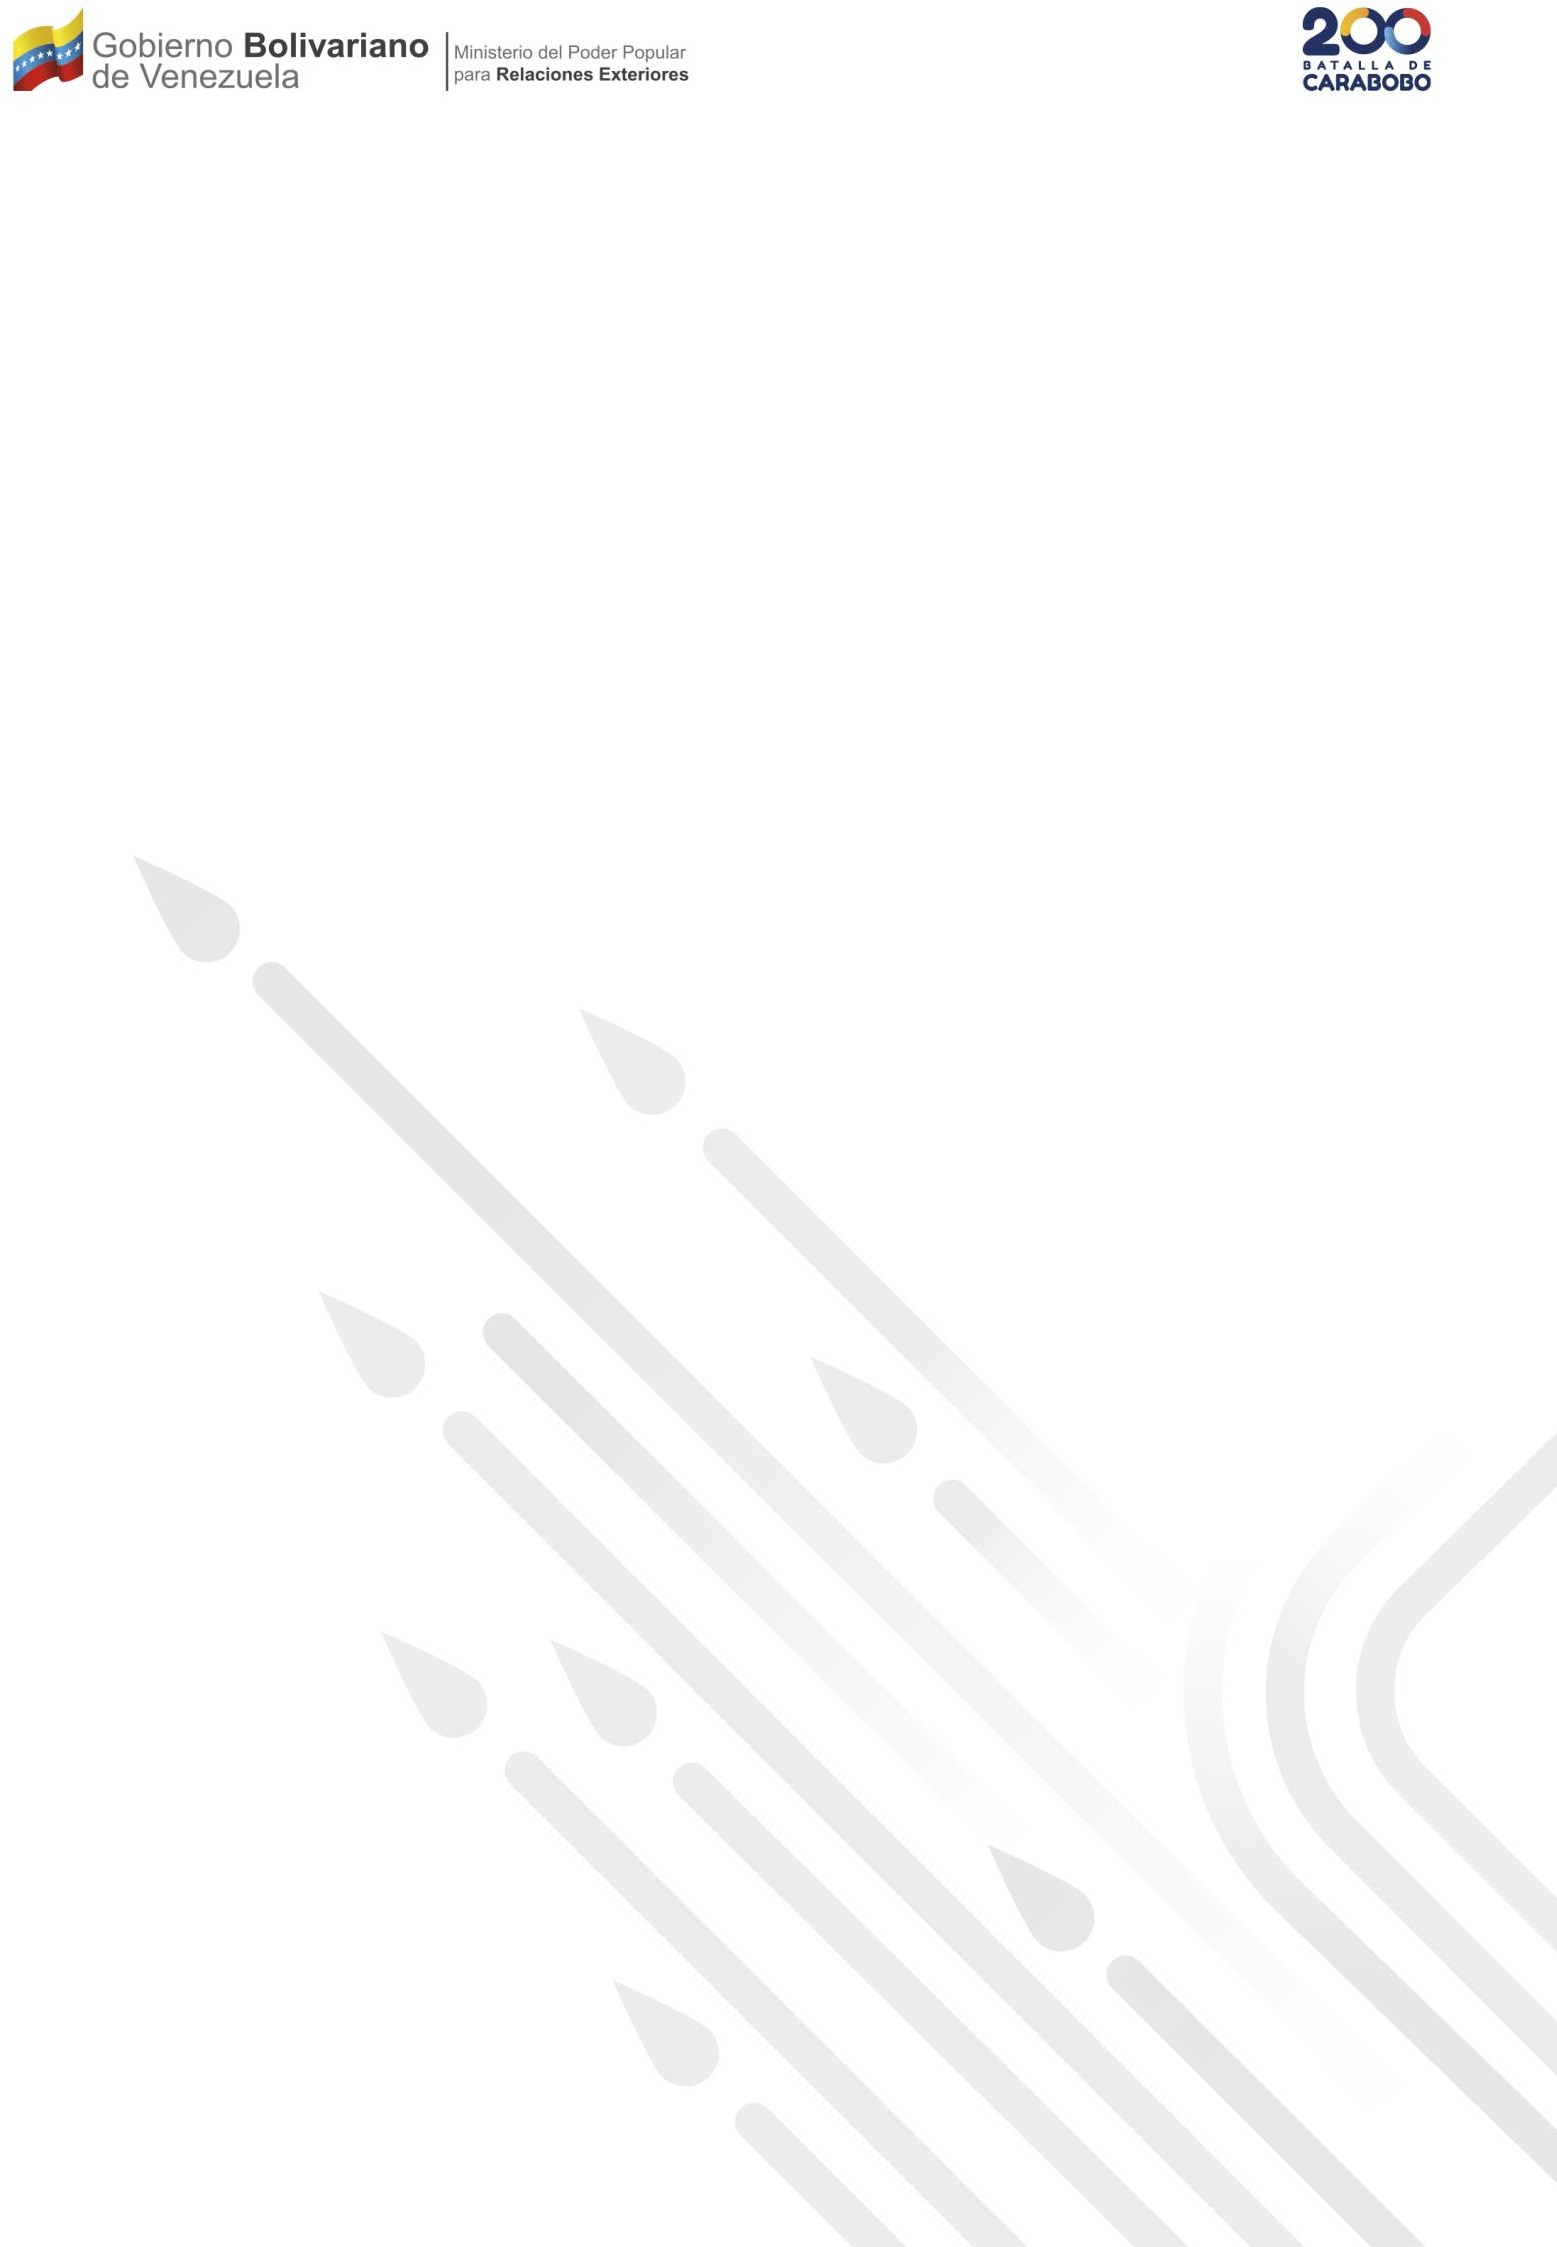 Gobierno Bolivariano
de Venezuela
Ministerio del Poder Popular
para Relaciones Exteriores
200
BATALLA DE
CARABOBO